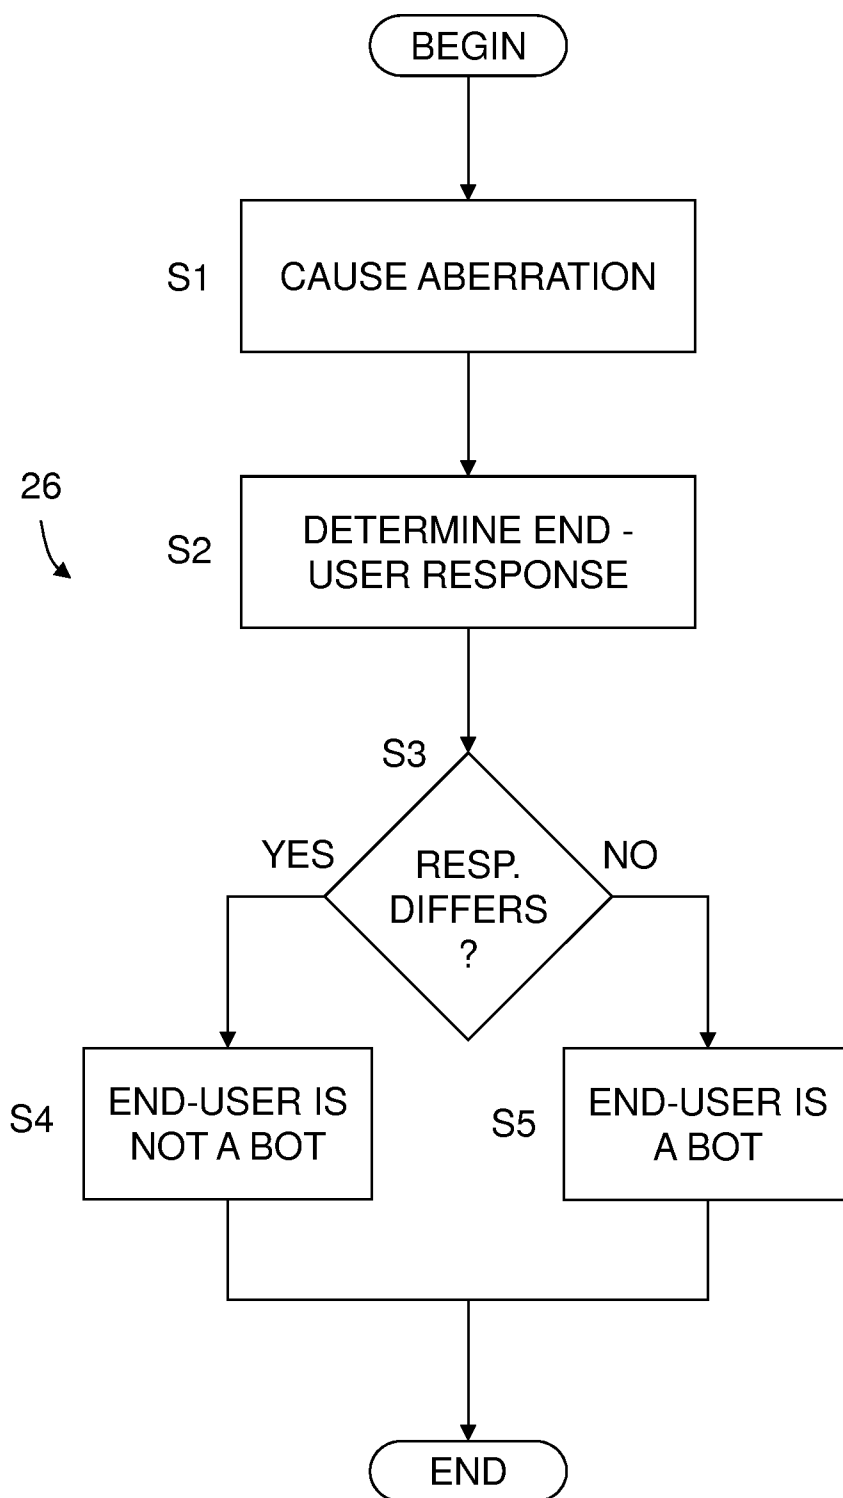 BEGIN
S1
CAUSE ABERRATION
26
S2
DETERMINE END -
USER RESPONSE
S3
YES
NO
RESP.
DIFFERS
?
S4
END-USER IS
NOT A BOT
S5
END-USER IS
A BOT
END